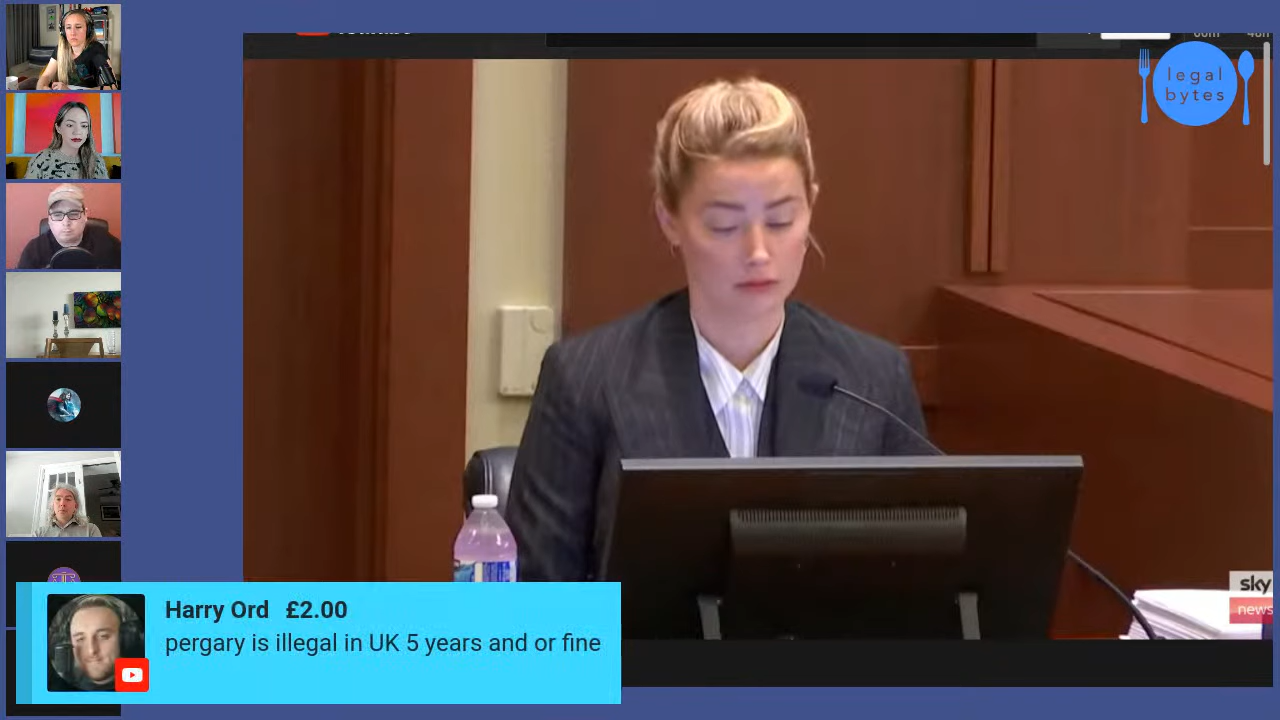 legal
bytes
sky
news
Harry Ord £2.00
pergary is illegal in UK 5 years and or fine